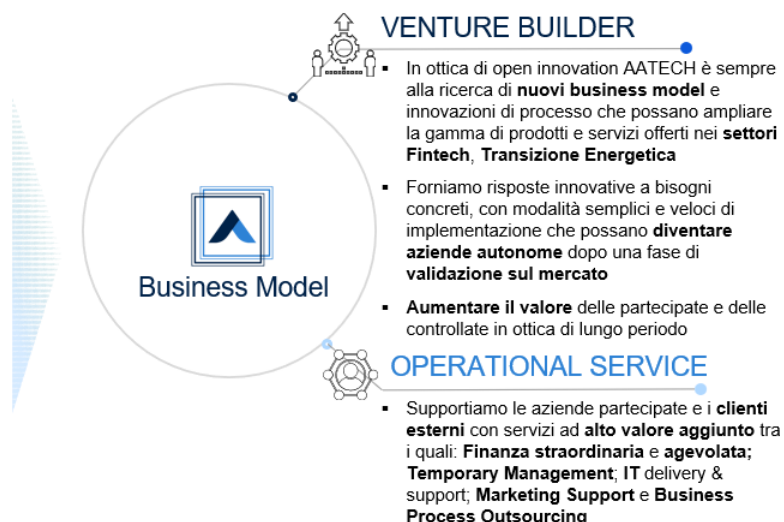 VENTURE BUILDER
▪ In ottica di open innovation AATECH è sempre
alla ricerca di nuovi business model e
innovazioni di processo che possano ampliare
la gamma di prodotti e servizi offerti nei settori
Fintech, Transizione Energetica
▪ Forniamo risposte innovative a bisogni
concreti, con modalità semplici e veloci di
implementazione che possano diventare
aziende autonome dopo una fase di
validazione sul mercato
▪ Aumentare il valore delle partecipate e delle
controllate in ottica di lungo periodo
Business Model
OPERATIONAL SERVICE
▪ Supportiamo le aziende partecipate e i clienti
esterni con servizi ad alto valore aggiunto tra
i quali: Finanza straordinaria e agevolata;
Temporary Management; IT delivery &
support; Marketing Support e Business
Process Outsourcing